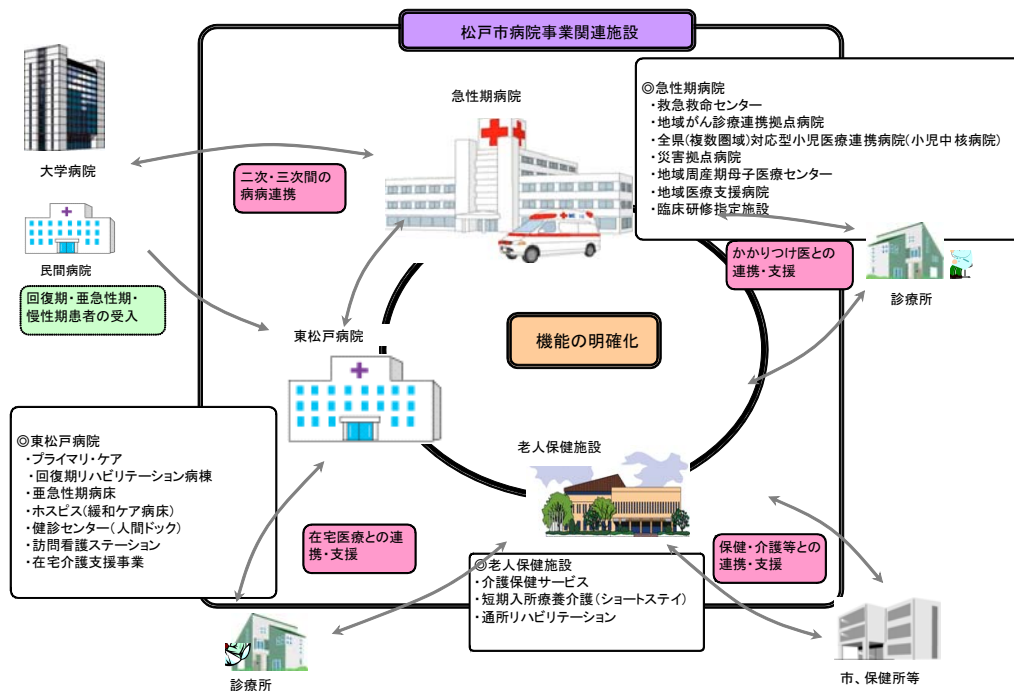 松戸市病院事業関連施設
急性期病院
◎急性期病院
・救急救命センター
・地域がん診療連携拠点病院
・全県(複数圏域)対応型小児医療連携病院(小児中核病院)
・災害拠点病院
・地域周産期母子医療センター
・地域医療支援病院
・臨床研修指定施設
大学病院
二次・三次間の
病病連携
民間病院
かかりつけ医との
連携・支援
診療所
回復期・亜急性期・
慢性期患者の受入
東松戸病院
機能の明確化
◎東松戸病院
・プライマリ・ケア
・回復期リハビリテーション病棟
・亜急性期病床
・ホスピス(緩和ケア病床)
・健診センター(人間ドック)
・訪問看護ステーション
・在宅介護支援事業
老人保健施設
在宅医療との連
携・支援
保健・介護等との
連携・支援
◎老人保健施設
・介護保健サービス
・短期入所療養介護(ショートステイ)
・通所リハビリテーション
診療所
市、保健所等